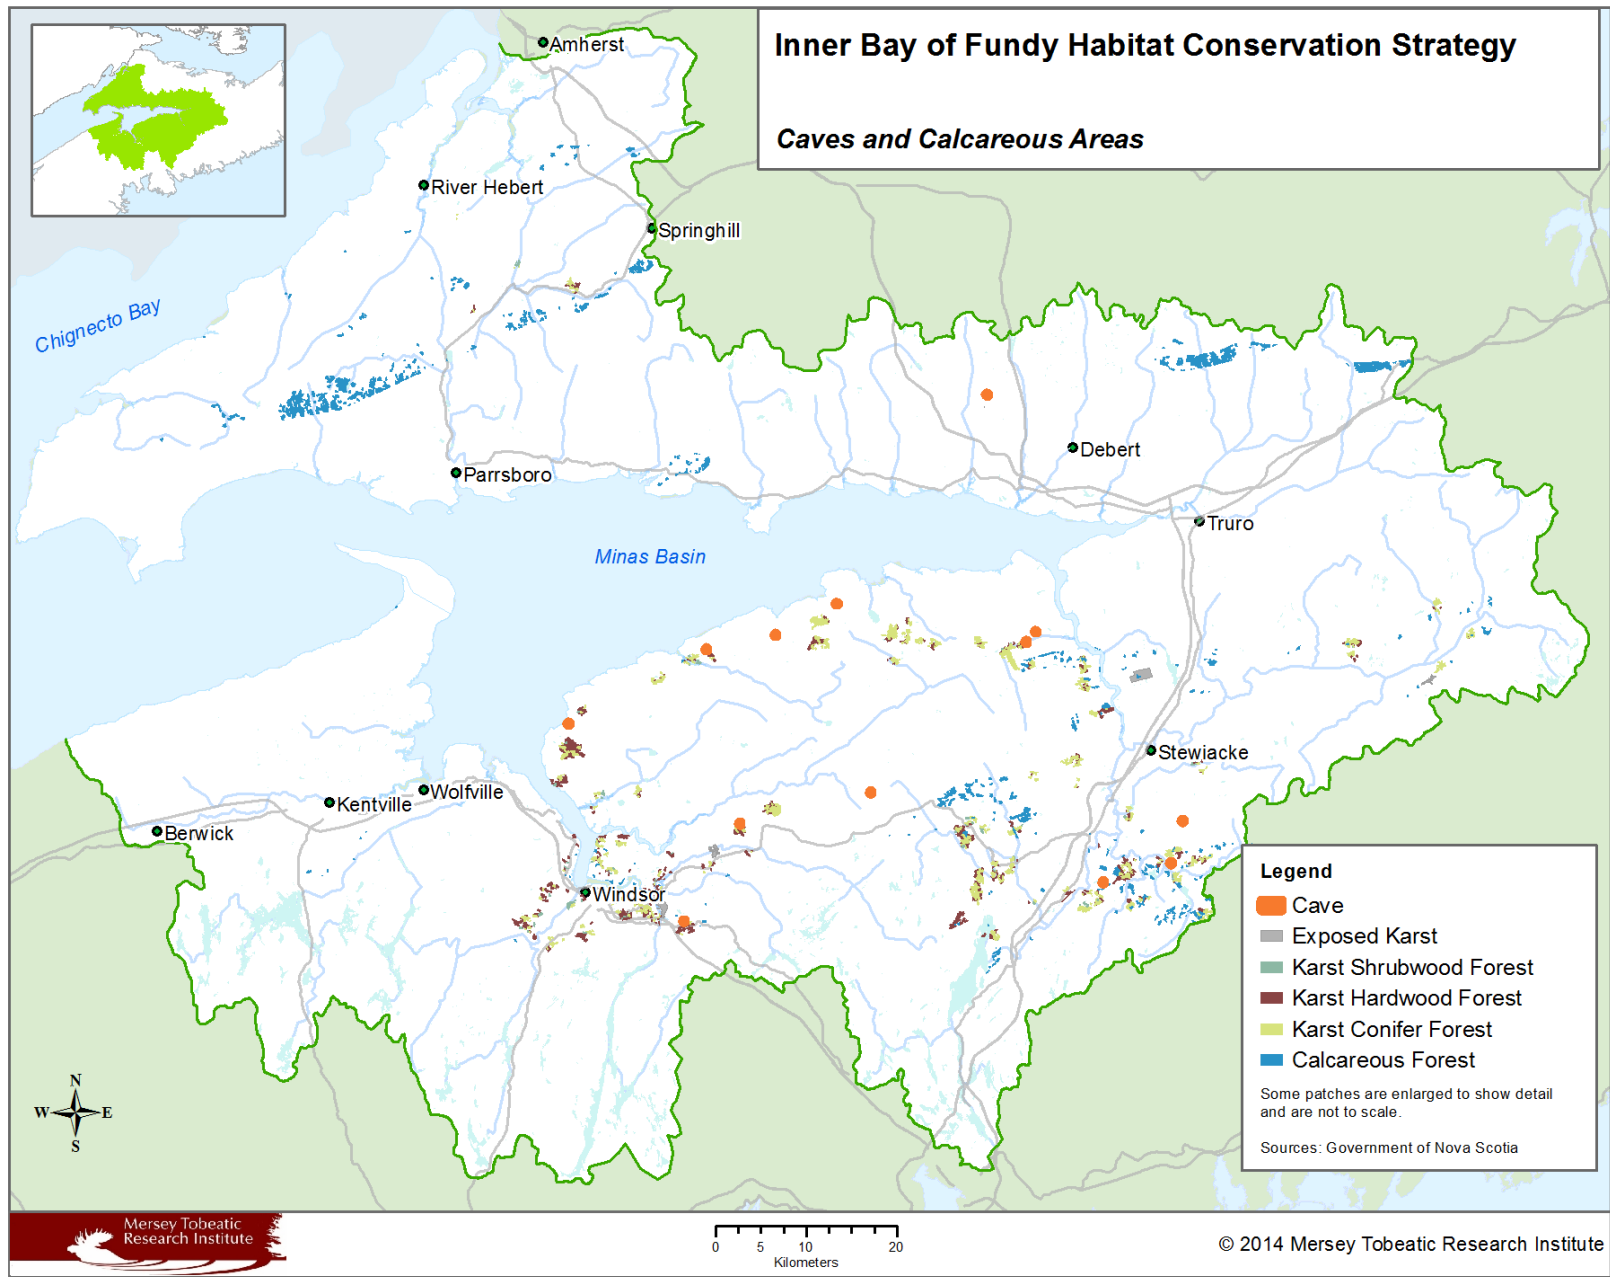 Inner Bay of Fundy Habitat Conservation Strategy
Caves and Calcareous Areas
Amherst
River Hebert
Springhill
Chignecto Bay
Debert
Parrsboro
Truro
Minas Basin
Stewiacke
Wolfville
Kentville
Berwick
Windsor
Legend
Cave
Exposed Karst
Karst Shrubwood Forest
Karst Hardwood Forest
Karst Conifer Forest
Calcareous Forest
Some patches are enlarged to show detail
and are not to scale.
Sources: Government of Nova Scotia
N
W E
S
Mersey Tobeatic
Research Institute
0 5 10 20
Kilometers
© 2014 Mersey Tobeatic Research Institute